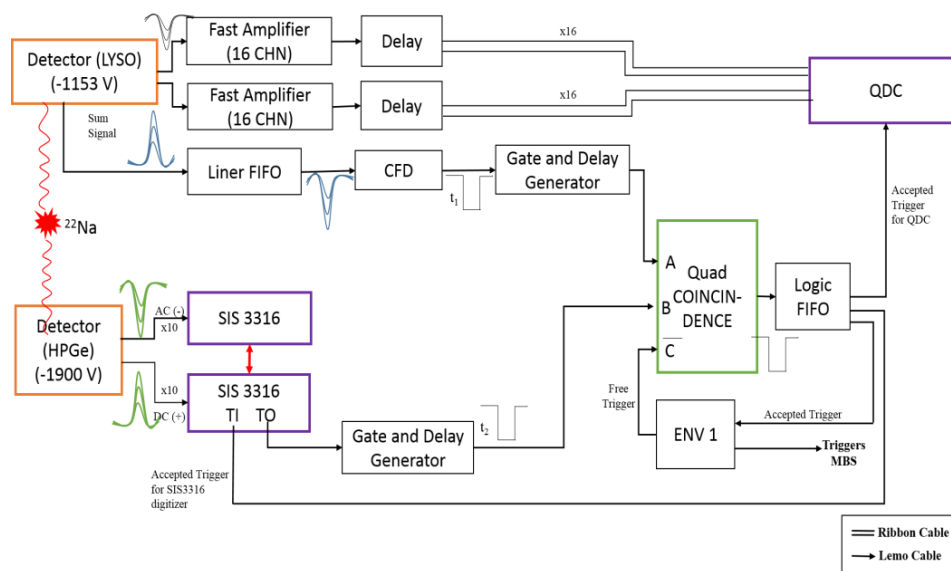 Detector (LYSO)
(-1153 V)
Fast Amplifier
(16 CHN)
Delay
x16
Fast Amplifier
(16 CHN)
Delay
x16
QDC
Sum
Signal
Liner FIFO
CFD
t1
Gate and Delay
Generator
Accepted
Trigger
for QDC
22Na
A
B
C
Quad
COINCIN-
DENCE
Logic
FIFO
Detector
(HPGe)
(-1900 V)
AC (-)
x10
SIS 3316
x10
DC (+)
SIS 3316
TI TO
Accepted Trigger
for SIS3316
digitizer
Gate and Delay
Generator
t2
Free
Trigger
ENV 1
Accepted Trigger
Triggers
MBS
Ribbon Cable
Lemo Cable